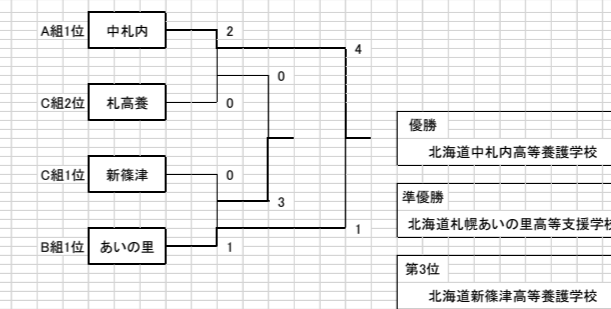 A組1位 中札内 2
4
0
C組2位 札高養 0
優勝
北海道中札内高等養護学校
C組1位 新篠津 0
準優勝
3
北海道札幌あいの里高等支援学校
1
B組1位 あいの里 1
第3位
北海道新篠津高等養護学校